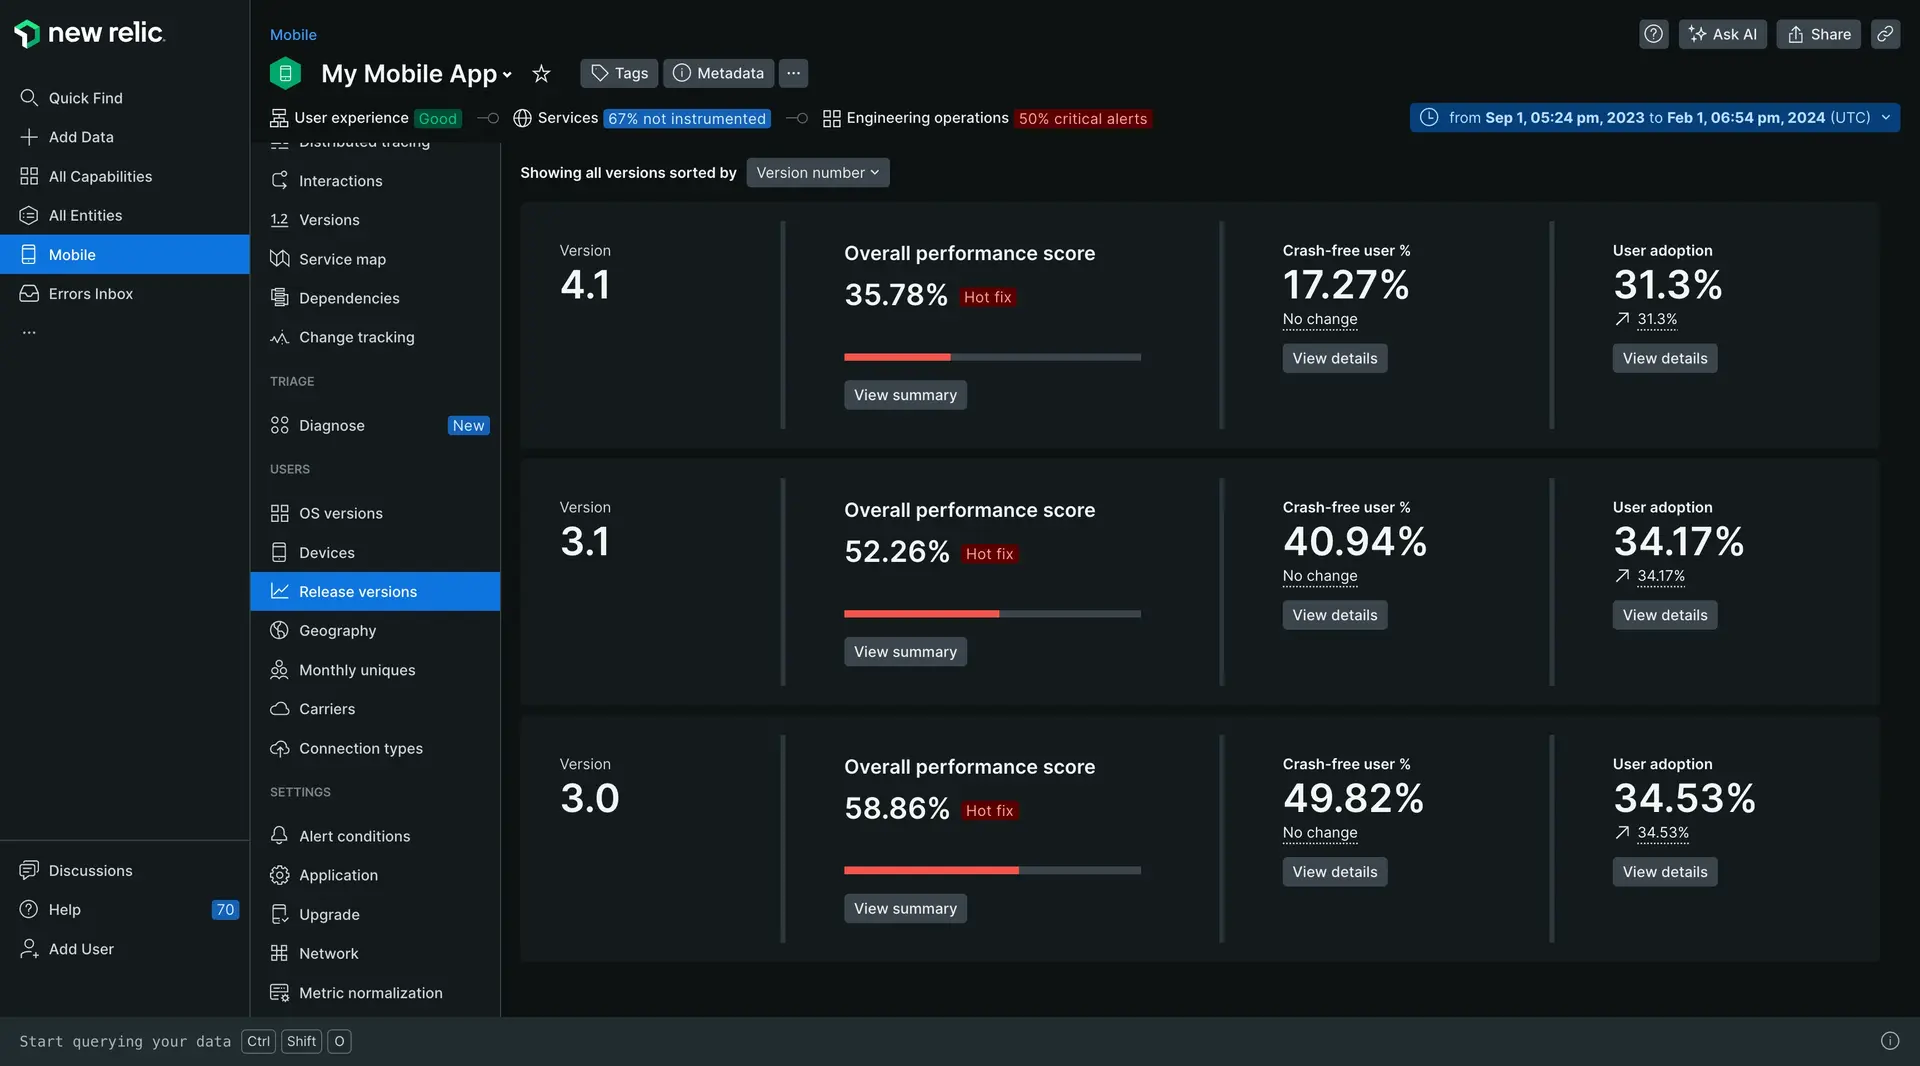 new relic.
Quick Find
Add Data
All Capabilities
All Entities
Mobile
Errors Inbox
...
Discussions
Help 70
Add User
Mobile
My Mobile App
Tags Metadata ...
Ask AI Share
User experience Good Services 67% not instrumented Engineering operations 50% critical alerts
from Sep 1, 05:24 pm, 2023 to Feb 1, 06:54 pm, 2024 (UTC)
Distributed tracing
Interactions
1.2 Versions
Service map
Dependencies
Change tracking
TRIAGE
Diagnose New
USERS
OS versions
Devices
Release versions
Geography
Monthly uniques
Carriers
Connection types
SETTINGS
Alert conditions
Application
Upgrade
Network
Metric normalization
Showing all versions sorted by Version number
Version
4.1
Overall performance score
35.78% Hot fix
View summary
Crash-free user %
17.27%
No change
View details
User adoption
31.3%
31.3%
View details
Version
3.1
Overall performance score
52.26% Hot fix
View summary
Crash-free user %
40.94%
No change
View details
User adoption
34.17%
34.17%
View details
Version
3.0
Overall performance score
58.86% Hot fix
View summary
Crash-free user %
49.82%
No change
View details
User adoption
34.53%
34.53%
View details
Start querying your data Ctrl Shift O